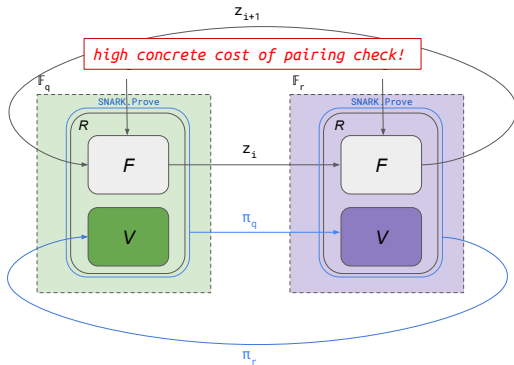 z_{i+1}
high concrete cost of pairing check!
𝔽_q
𝔽_r
SNARK.Prove
SNARK.Prove
R
R
F
z_i
F
V
π_q
V
π_r